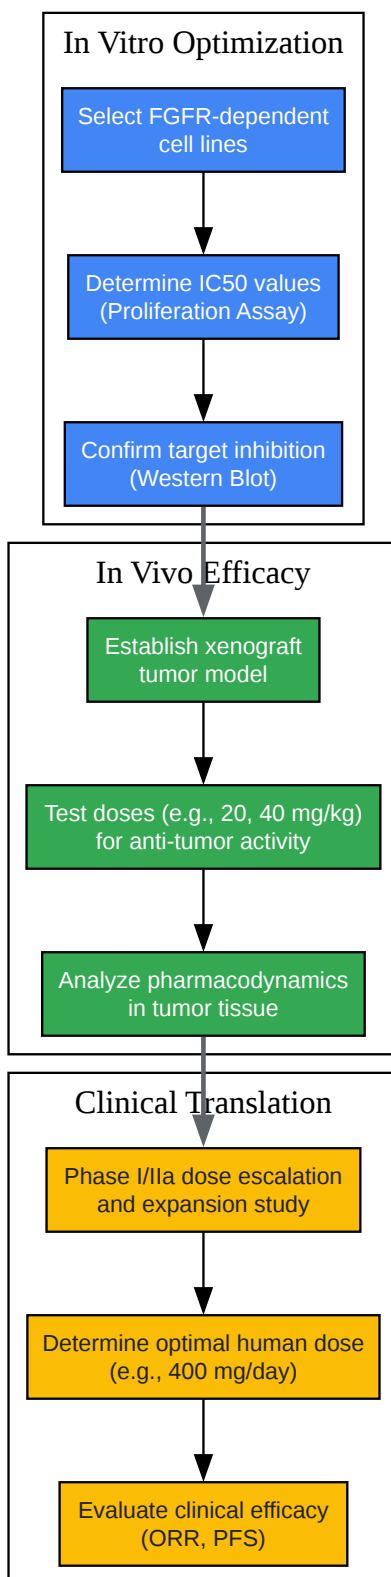 In Vitro Optimization
Select FGFR-dependent
cell lines
Determine IC50 values
(Proliferation Assay)
Confirm target inhibition
(Western Blot)
In Vivo Efficacy
Establish xenograft
tumor model
Test doses (e.g., 20, 40 mg/kg)
for anti-tumor activity
Analyze pharmacodynamics
in tumor tissue
Clinical Translation
Phase I/IIa dose escalation
and expansion study
Determine optimal human dose
(e.g., 400 mg/day)
Evaluate clinical efficacy
(ORR, PFS)